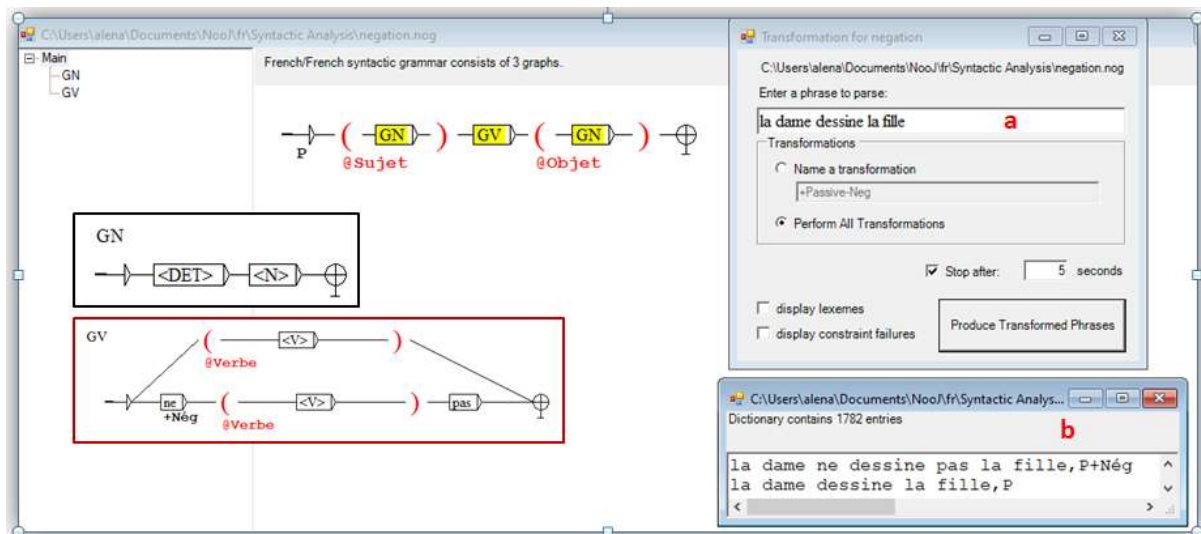 C:\Users\alena\Documents\NooJ\fr\Syntactic Analysis\negation.nog
Main
GN
GV
French/French syntactic grammar consists of 3 graphs.
P
( GN ) GV ( GN )
@Sujet @Objet
GN
<DET> <N>
GV
( <V> )
@Verbe
ne ( <V> ) pas
+Nég @Verbe
Transformation for negation
C:\Users\alena\Documents\NooJ\fr\Syntactic Analysis\negation.nog
Enter a phrase to parse:
la dame dessine la fille a
Transformations
Name a transformation
+Passive-Neg
Perform All Transformations
Stop after: 5 seconds
display lexemes
display constraint failures
Produce Transformed Phrases
C:\Users\alena\Documents\NooJ\fr\Syntactic Analys...
Dictionary contains 1782 entries
b
la dame ne dessine pas la fille,P+Nég
la dame dessine la fille,P